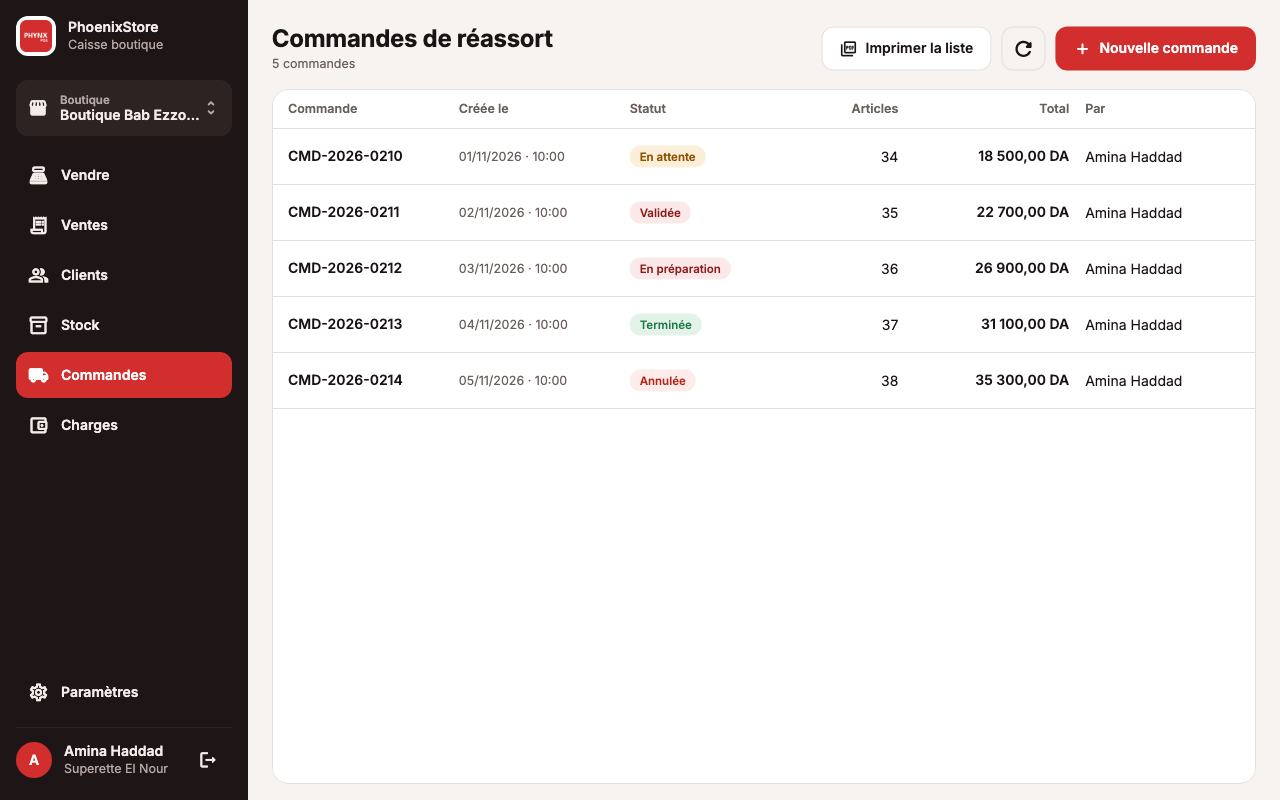 PHYNX
POS
PhoenixStore
Caisse boutique
Boutique
Boutique Bab Ezzo...
Vendre
Ventes
Clients
Stock
Commandes
Charges
Paramètres
A
Amina Haddad
Superette El Nour
Commandes de réassort
5 commandes
PDF
Imprimer la liste
+ Nouvelle commande
Commande Créée le Statut Articles Total Par
CMD-2026-0210 01/11/2026 · 10:00 En attente 34 18 500,00 DA Amina Haddad
CMD-2026-0211 02/11/2026 · 10:00 Validée 35 22 700,00 DA Amina Haddad
CMD-2026-0212 03/11/2026 · 10:00 En préparation 36 26 900,00 DA Amina Haddad
CMD-2026-0213 04/11/2026 · 10:00 Terminée 37 31 100,00 DA Amina Haddad
CMD-2026-0214 05/11/2026 · 10:00 Annulée 38 35 300,00 DA Amina Haddad